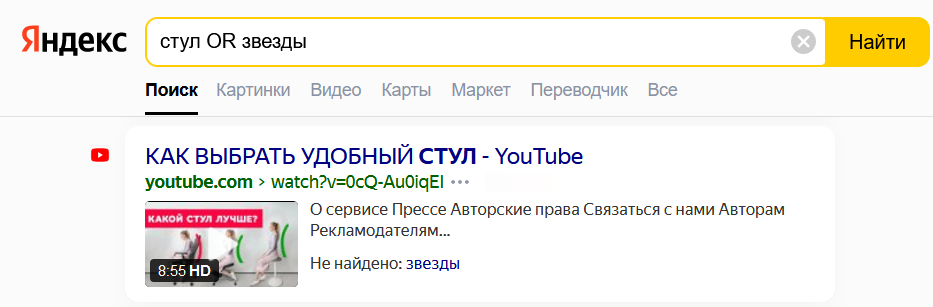 Яндекс
стул OR звезды
Найти
Поиск Картинки Видео Карты Маркет Переводчик Все
КАК ВЫБРАТЬ УДОБНЫЙ СТУЛ - YouTube
youtube.com › watch?v=0cQ-Au0iqEI
КАКОЙ СТУЛ ЛУЧШЕ?
8:55 HD
О сервисе Прессе Авторские права Связаться с нами Авторам
Рекламодателям...
Не найдено: звезды